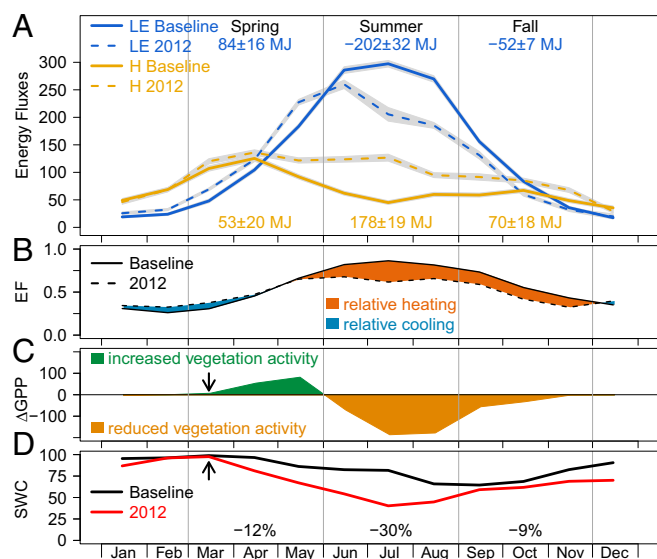 A
LE Baseline
LE 2012
H Baseline
H 2012
Spring
Summer
Fall
84±16 MJ
−202±32 MJ
−52±7 MJ
Energy Fluxes
300
250
200
150
100
50
0
53±20 MJ
178±19 MJ
70±18 MJ
B
EF
1.0
0.5
0.0
Baseline
2012
relative heating
relative cooling
C
ΔGPP
0
−100
increased vegetation activity
reduced vegetation activity
D
SWC
100
75
50
25
0
Baseline
2012
−12%
−30%
−9%
Jan Feb Mar Apr May Jun Jul Aug Sep Oct Nov Dec